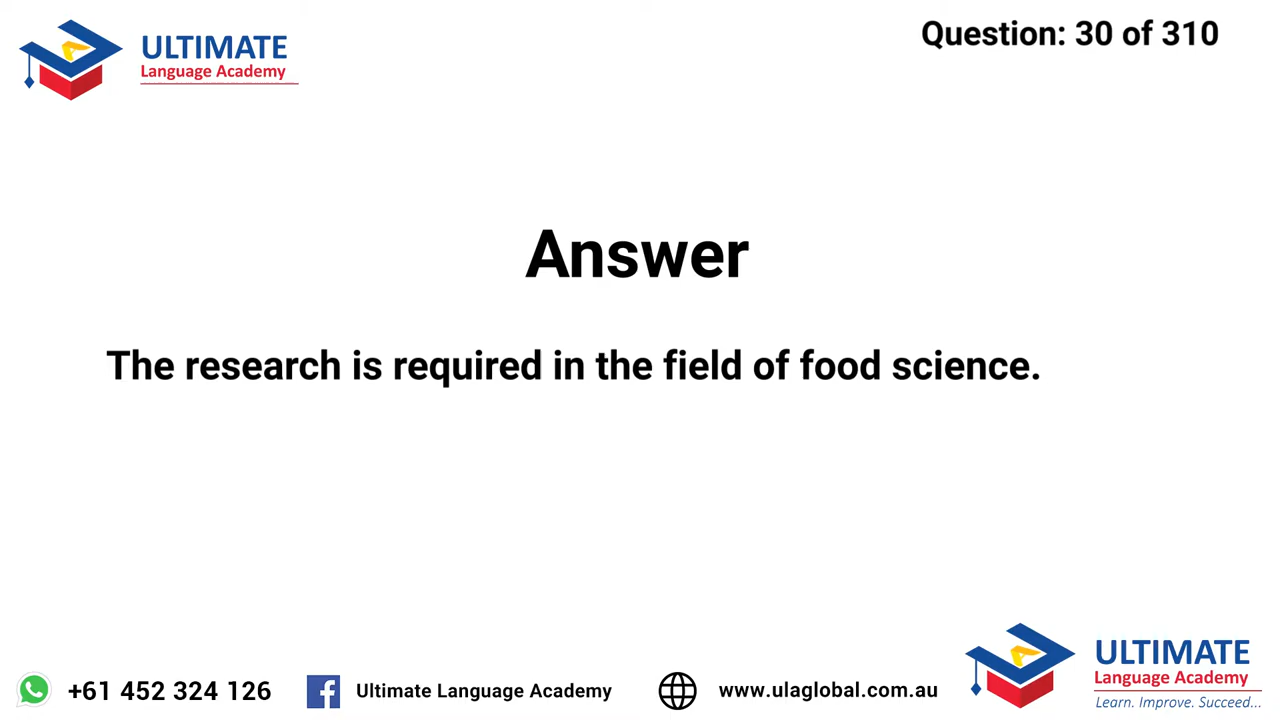 ULTIMATE
Language Academy
Question: 30 of 310
Answer
The research is required in the field of food science.
+61 452 324 126
Ultimate Language Academy
www.ulaglobal.com.au
ULTIMATE
Language Academy
Learn. Improve. Succeed...